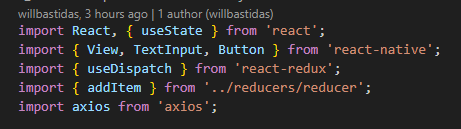 willbastidas, 3 hours ago | 1 author (willbastidas)
import React, { useState } from 'react';
import { View, TextInput, Button } from 'react-native';
import { useDispatch } from 'react-redux';
import { addItem } from '../reducers/reducer';
import axios from 'axios';